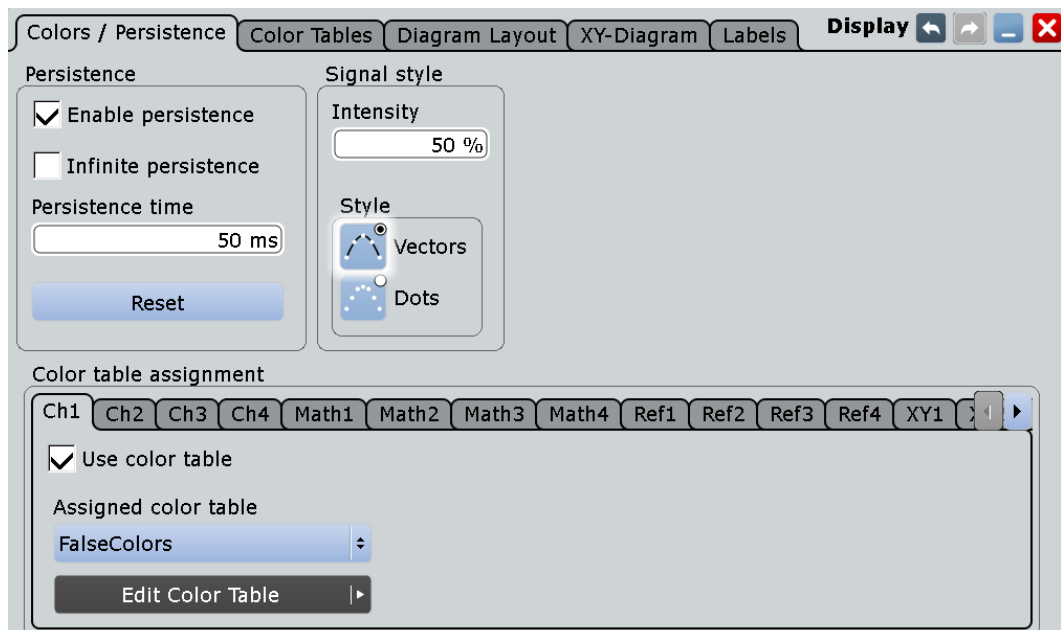 Colors / Persistence Color Tables Diagram Layout XY-Diagram Labels Display
Persistence
Enable persistence
Infinite persistence
Persistence time
50 ms
Reset
Signal style
Intensity
50 %
Style
Vectors
Dots
Color table assignment
Ch1 Ch2 Ch3 Ch4 Math1 Math2 Math3 Math4 Ref1 Ref2 Ref3 Ref4 XY1
Use color table
Assigned color table
FalseColors
Edit Color Table